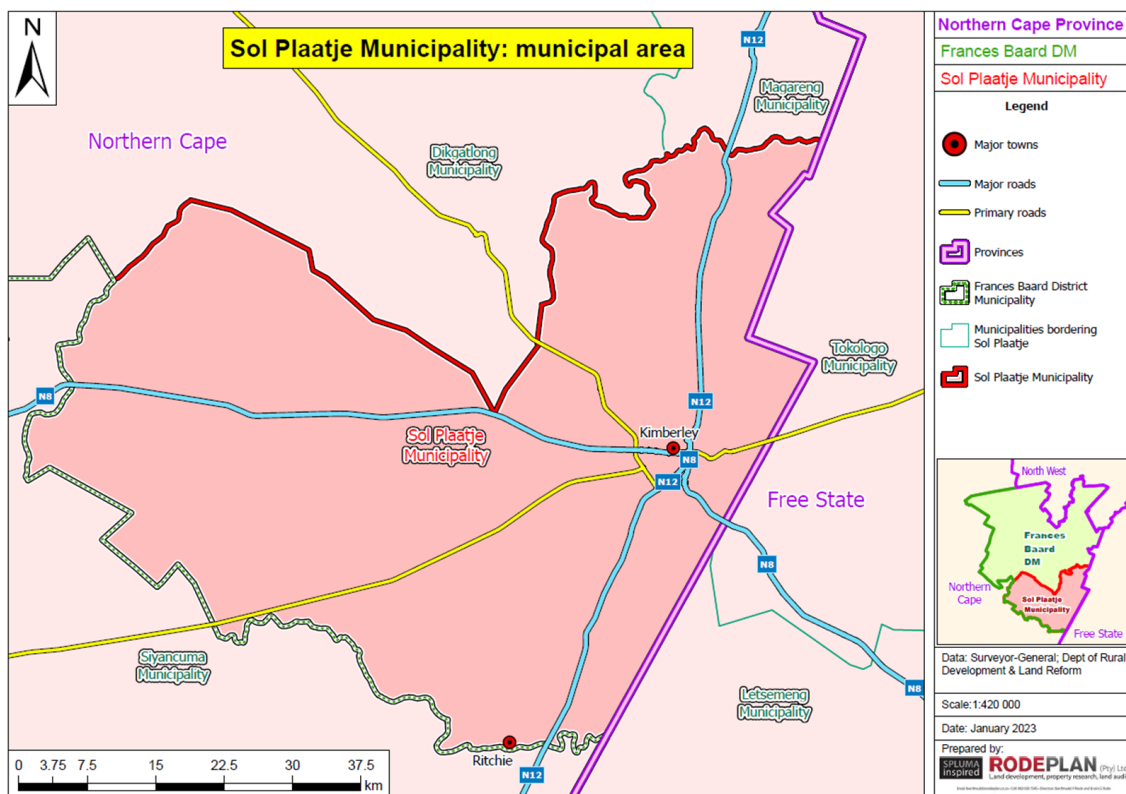 N
Sol Plaatje Municipality: municipal area
N12
Magareng
Municipality
Northern Cape
Dikgatlong
Municipality
Tokologo
Municipality
N8
N12
Kimberley
Sol Plaatje
Municipality
N8
N12
Free State
N8
Siyancuma
Municipality
Letsemeng
Municipality
N8
Ritchie
N12
0 3.75 7.5 15 22.5 30 37.5
km
Northern Cape Province
Frances Baard DM
Sol Plaatje Municipality
Legend
Major towns
Major roads
Primary roads
Provinces
Frances Baard District
Municipality
Municipalities bordering
Sol Plaatje
Sol Plaatje Municipality
North West
Frances
Baard
DM
Northern
Cape
Sol Plaatje
Municipality
Free State
Data: Surveyor-General; Dept of Rural
Development & Land Reform
Scale:1:420 000
Date: January 2023
Prepared by:
SPLUMA
inspired
RODEPLAN (Pty) Ltd
Land development, property research, land audi